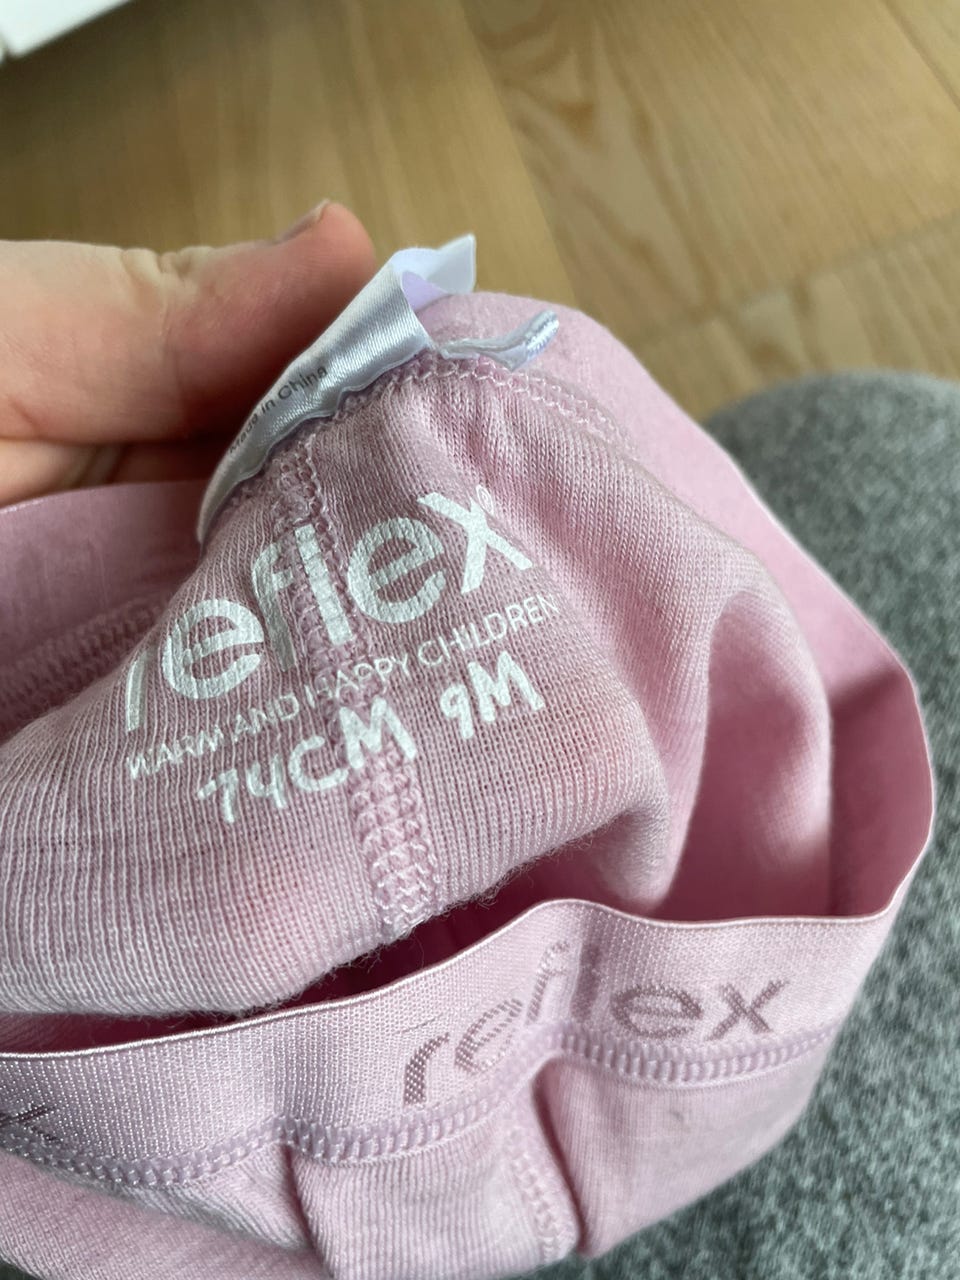 Made in China
reflex®
WARM AND HAPPY CHILDREN
74CM 9M
reflex
x